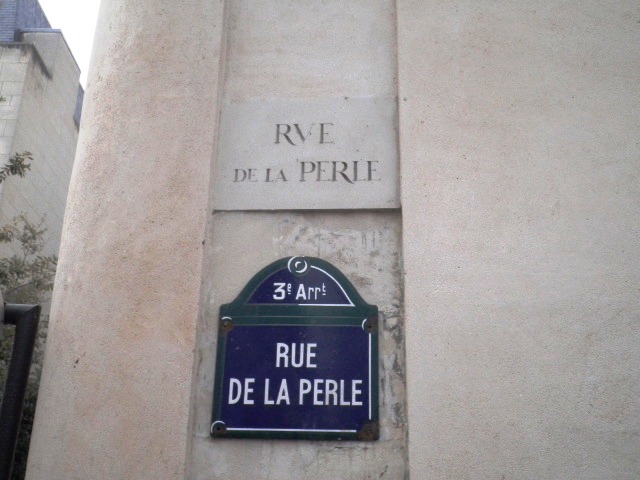 RVE
DE LA PERLE
3e Arrt
RUE
DE LA PERLE